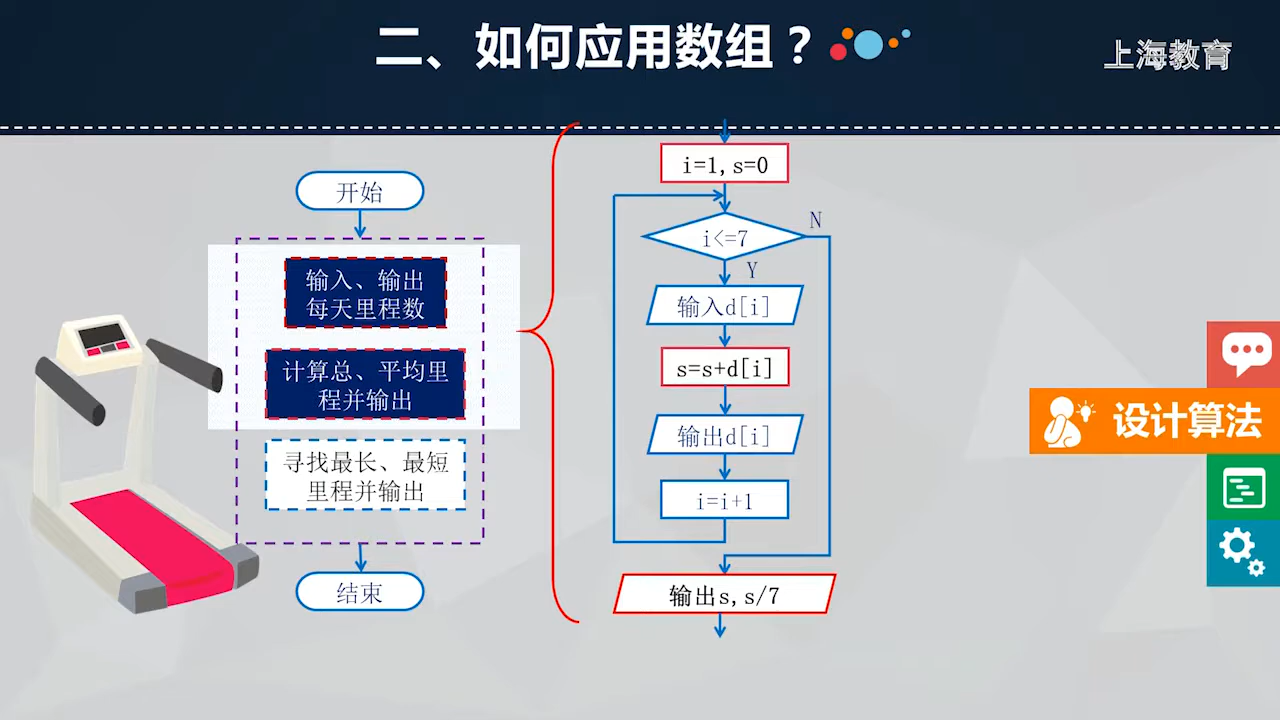 二、如何应用数组？
上海教育
开始
输入、输出
每天里程数
计算总、平均里
程并输出
寻找最长、最短
里程并输出
结束
i=1,s=0
i<=7
N
Y
输入d[i]
s=s+d[i]
输出d[i]
i=i+1
输出s,s/7
设计算法